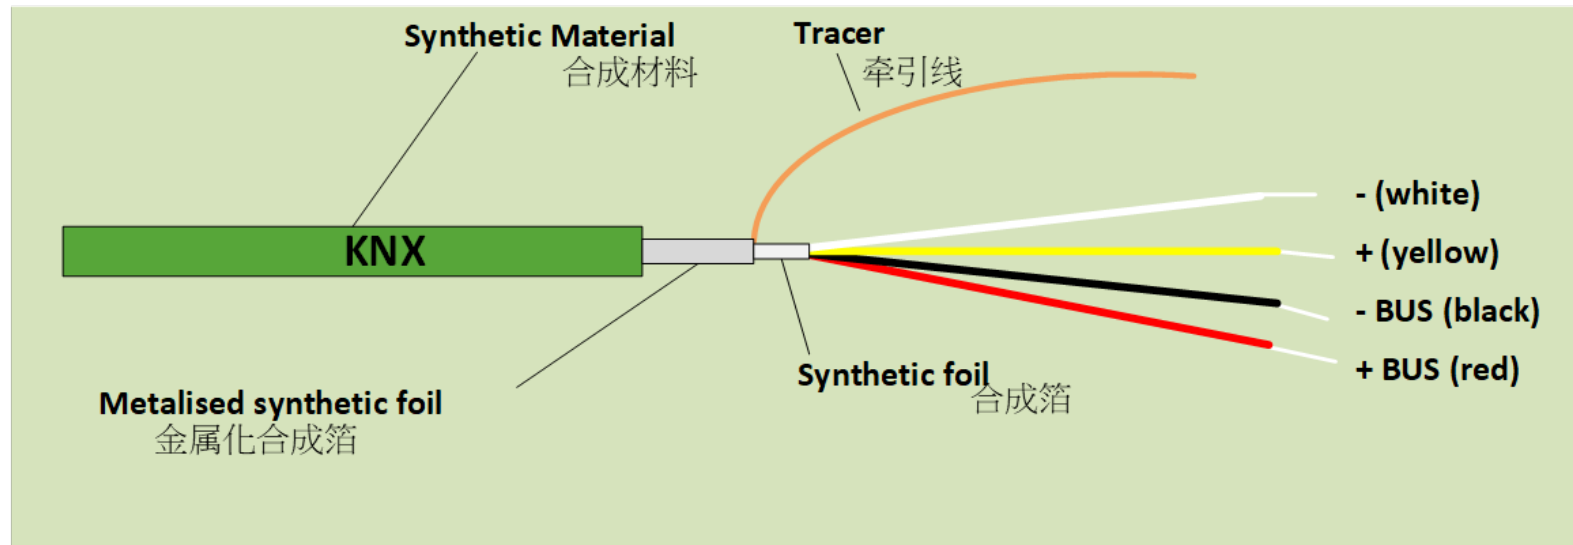 Synthetic Material
合成材料
Tracer
牵引线
- (white)
KNX
+ (yellow)
- BUS (black)
+ BUS (red)
Synthetic foil
合成箔
Metalised synthetic foil
金属化合成箔